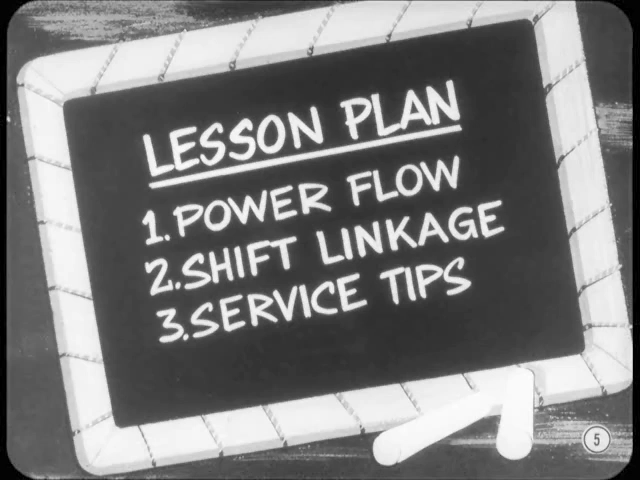 LESSON PLAN
1. POWER FLOW
2. SHIFT LINKAGE
3. SERVICE TIPS
5